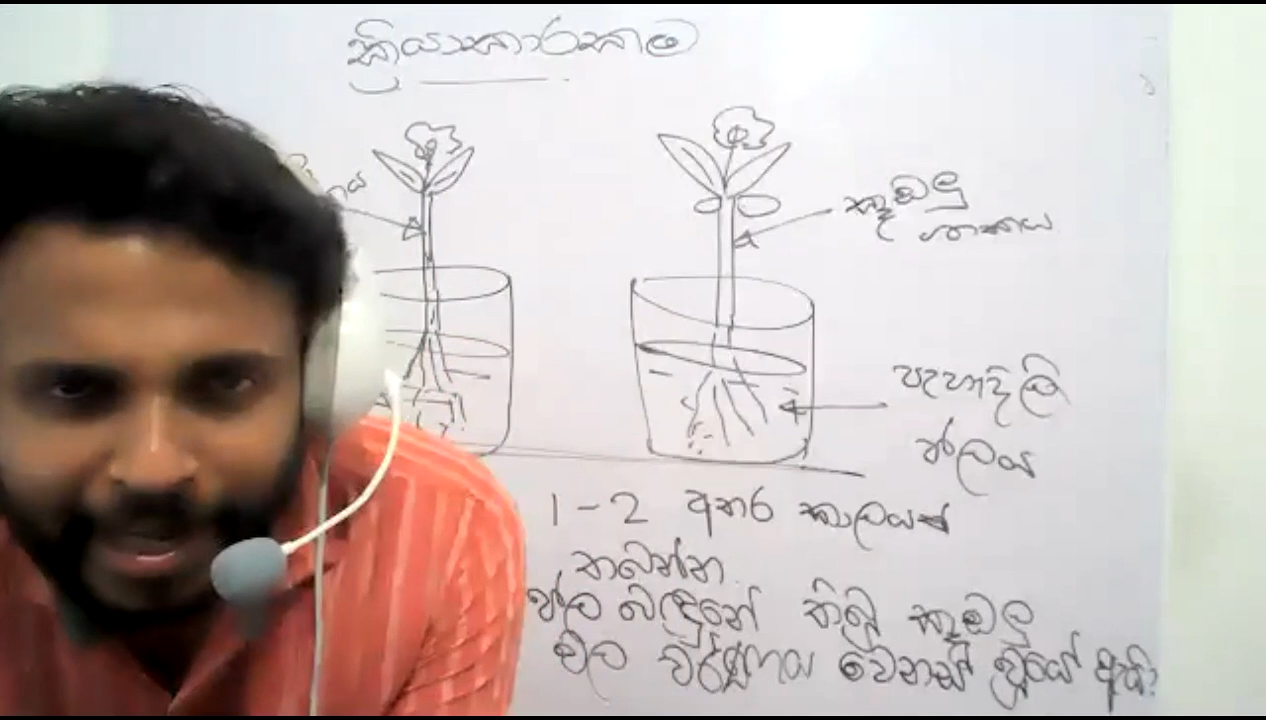 ක්‍රියාකාරකම
කූඩලු
ශාකය
පැහැදිලි
ජලය
1-2 අතර කාලයක්
තබන්න
ජල බඳුනේ තිබූ කූඩලු
වල වර්ණය වෙනස් වූයේ ඇයි?